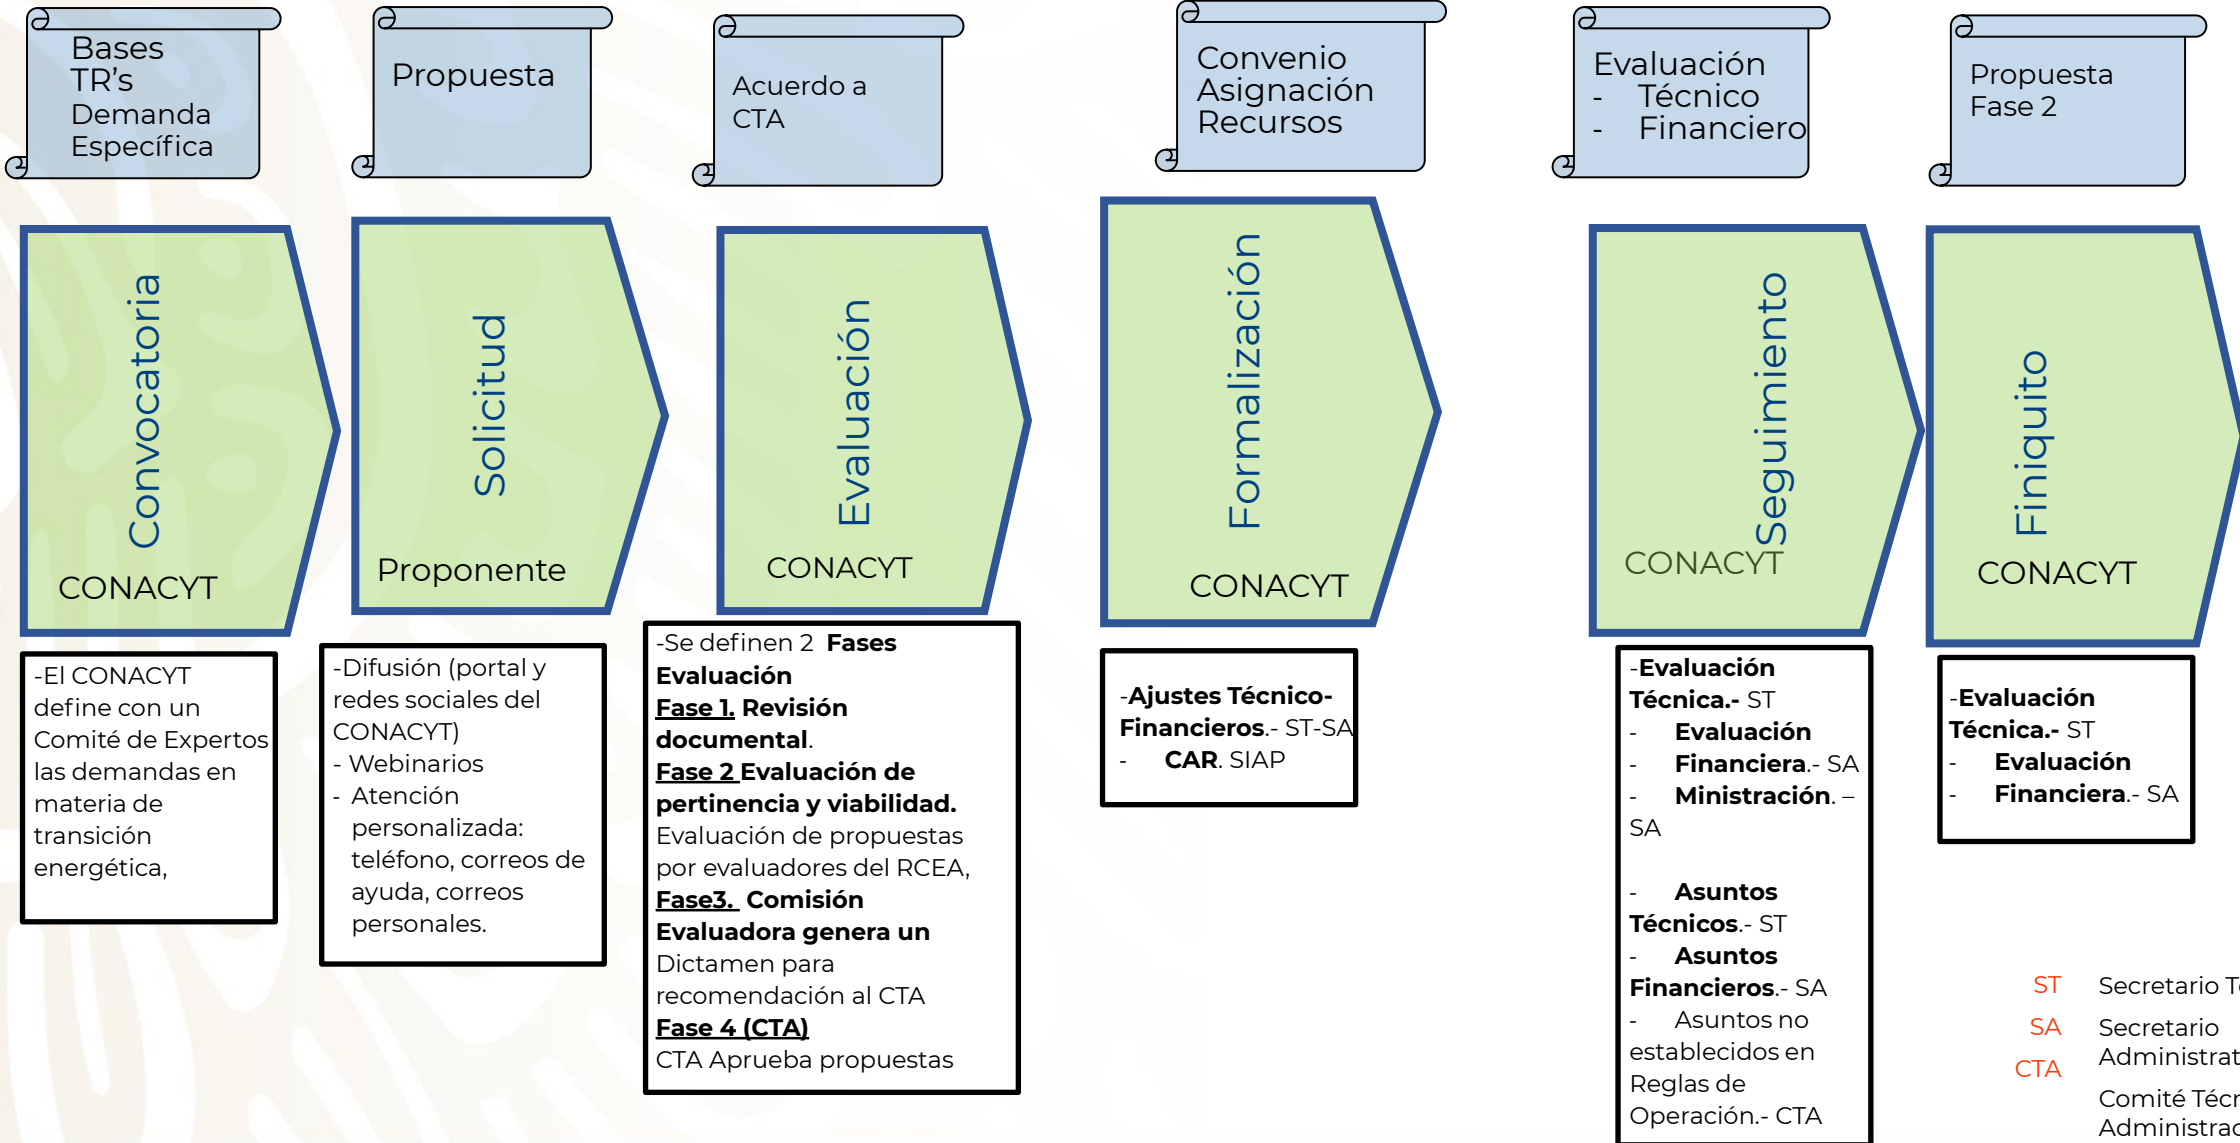 Bases
TR’s
Demanda
Específica
Propuesta
Acuerdo a
CTA
Convenio
Asignación
Recursos
Evaluación
- Técnico
- Financiero
Propuesta
Fase 2
Convocatoria
CONACYT
Solicitud
Proponente
Evaluación
CONACYT
Formalización
CONACYT
Seguimiento
CONACYT
Finiquito
CONACYT
-El CONACYT
define con un
Comité de Expertos
las demandas en
materia de
transición
energética,
-Difusión (portal y
redes sociales del
CONACYT)
- Webinarios
- Atención
personalizada:
teléfono, correos de
ayuda, correos
personales.
-Se definen 2 Fases
Evaluación
Fase 1. Revisión
documental.
Fase 2 Evaluación de
pertinencia y viabilidad.
Evaluación de propuestas
por evaluadores del RCEA,
Fase3. Comisión
Evaluadora genera un
Dictamen para
recomendación al CTA
Fase 4 (CTA)
CTA Aprueba propuestas
-Ajustes Técnico-
Financieros.- ST-SA
- CAR. SIAP
-Evaluación
Técnica.- ST
- Evaluación
- Financiera.- SA
- Ministración. –
SA
- Asuntos
Técnicos.- ST
- Asuntos
Financieros.- SA
- Asuntos no
establecidos en
Reglas de
Operación.- CTA
-Evaluación
Técnica.- ST
- Evaluación
- Financiera.- SA
ST Secretario
SA Secretario
Administrat
CTA
Comité Técn
Administrac